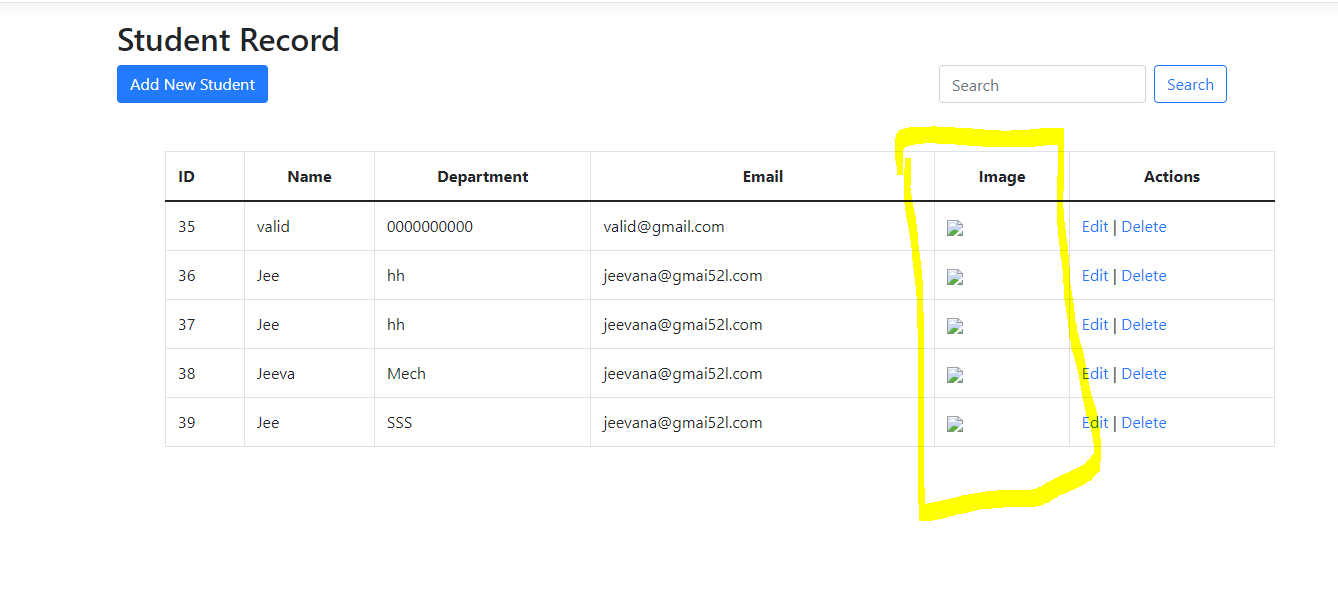 Student Record
Add New Student Search Search
ID Name Department Email Image Actions
35 valid 0000000000 valid@gmail.com Edit | Delete
36 Jee hh jeevana@gmai52l.com Edit | Delete
37 Jee hh jeevana@gmai52l.com Edit | Delete
38 Jeeva Mech jeevana@gmai52l.com Edit | Delete
39 Jee SSS jeevana@gmai52l.com Edit | Delete